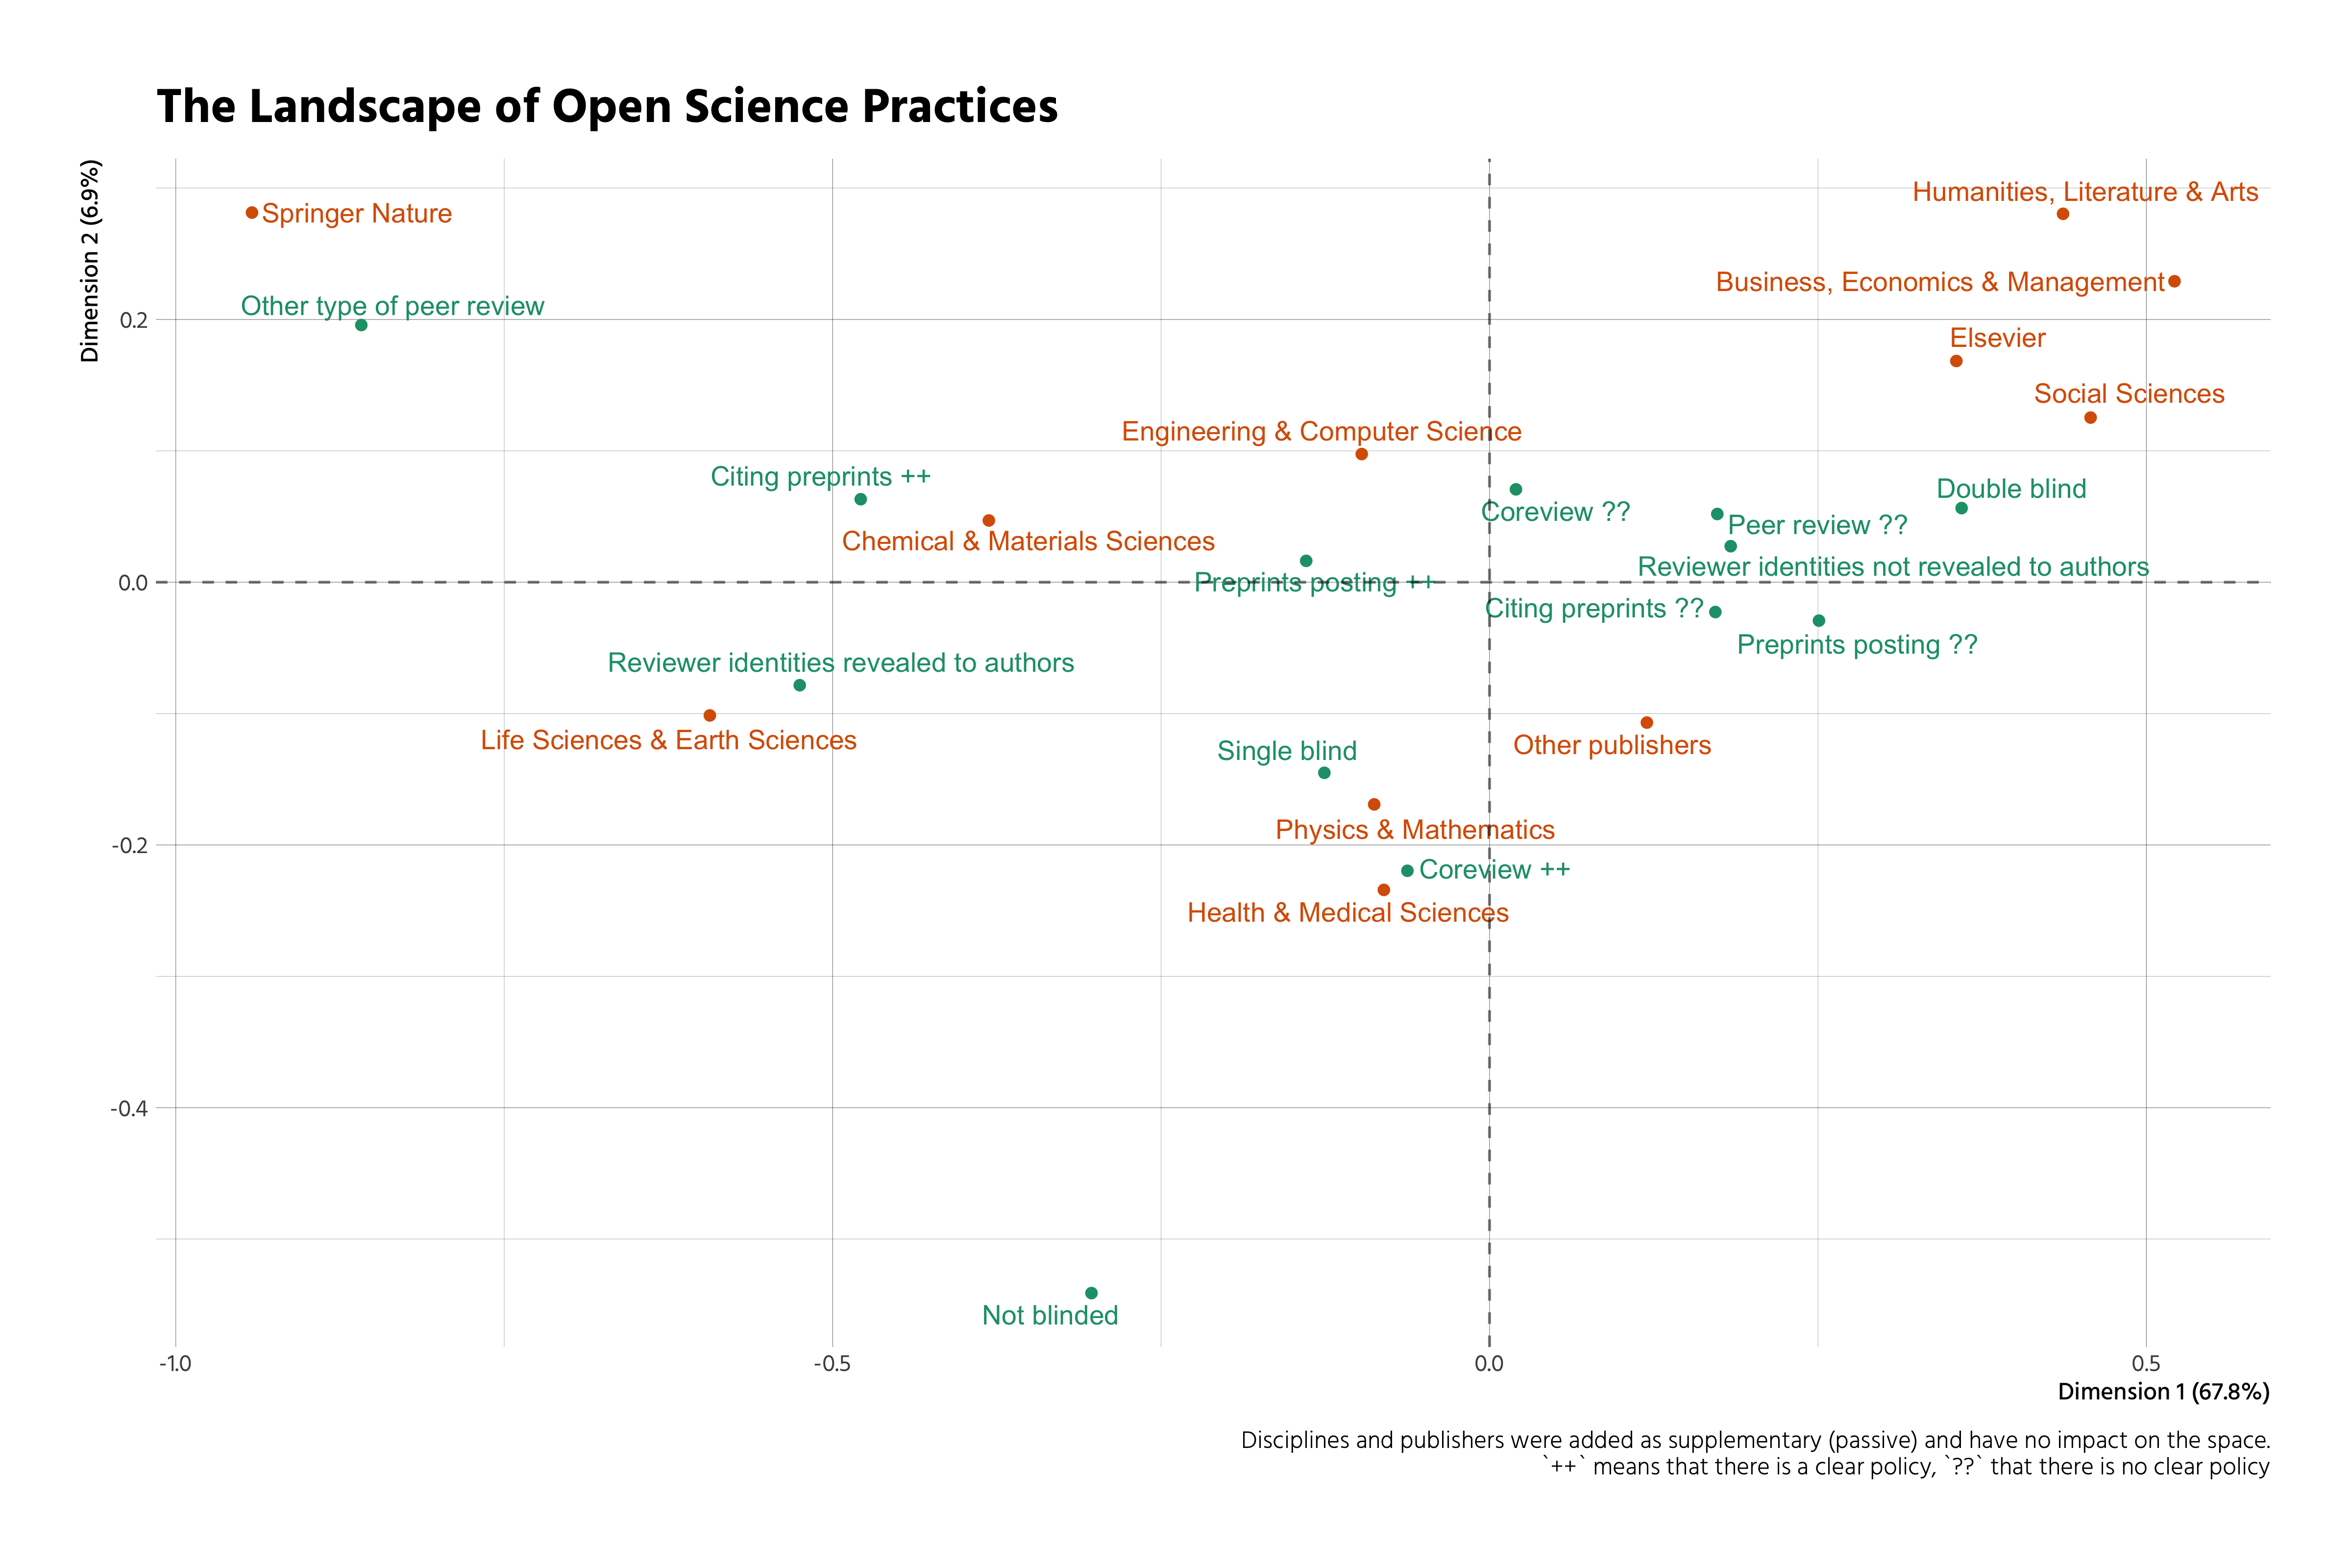 The Landscape of Open Science Practices
Dimension 2 (6.9%)
Humanities, Literature & Arts
Springer Nature
Business, Economics & Management
Other type of peer review
0.2
Elsevier
Social Sciences
Engineering & Computer Science
Citing preprints ++
Double blind
Coreview ??
Peer review ??
Chemical & Materials Sciences
Reviewer identities not revealed to authors
0.0
Preprints posting ++
Citing preprints ??
Preprints posting ??
Reviewer identities revealed to authors
Life Sciences & Earth Sciences
Other publishers
Single blind
Physics & Mathematics
-0.2
Coreview ++
Health & Medical Sciences
-0.4
Not blinded
-1.0
-0.5
0.0
0.5
Dimension 1 (67.8%)
Disciplines and publishers were added as supplementary (passive) and have no impact on the space.
`++` means that there is a clear policy, `??` that there is no clear policy